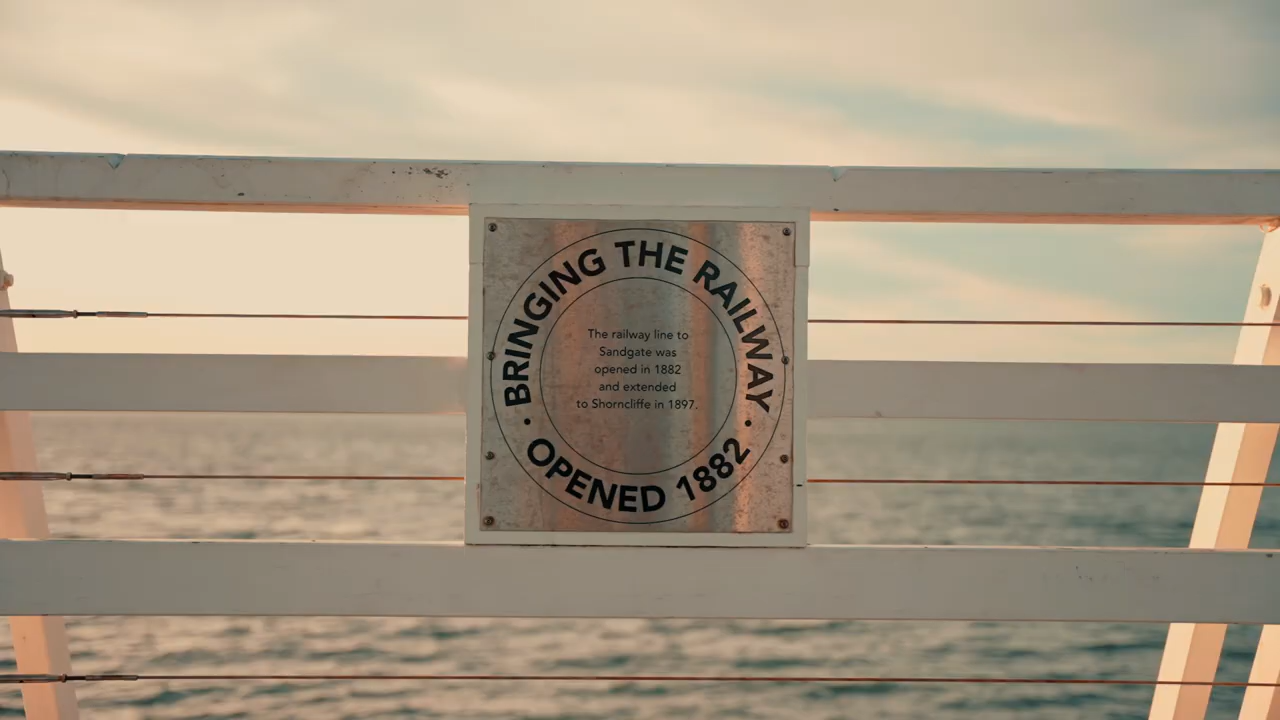 BRINGING THE RAILWAY
The railway line to
Sandgate was
opened in 1882
and extended
to Shorncliffe in 1897.
• OPENED 1882 •